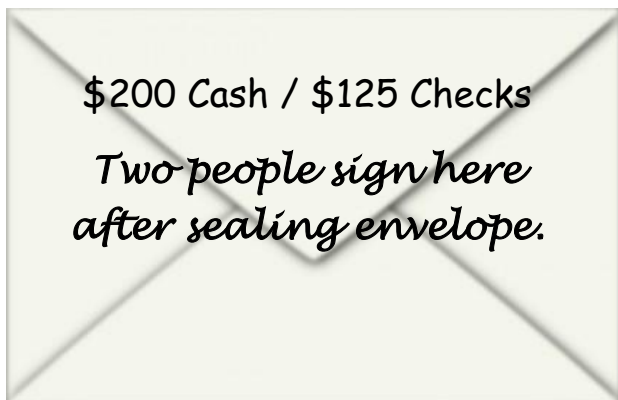 $200 Cash / $125 Checks
Two people sign here
after sealing envelope.